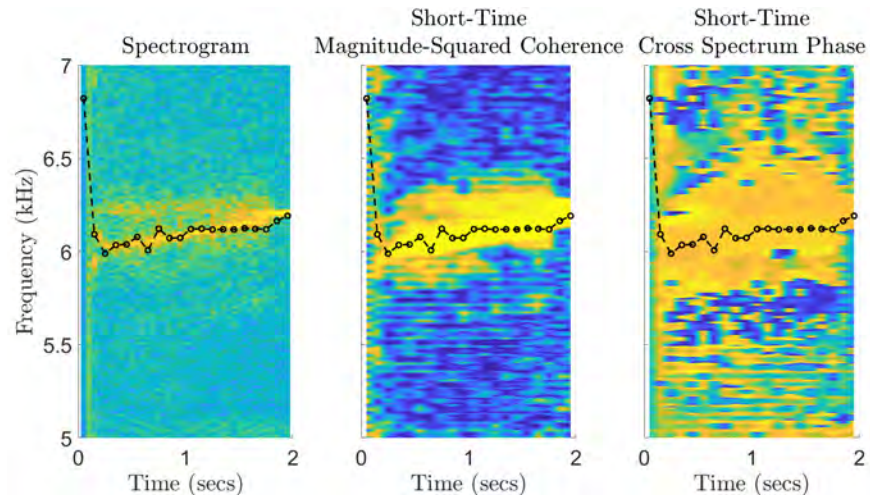 Spectrogram
Short-Time
Magnitude-Squared Coherence
Short-Time
Cross Spectrum Phase
Frequency (kHz)
7
6.5
6
5.5
5
0
1
2
Time (secs)
0
1
2
Time (secs)
0
1
2
Time (secs)